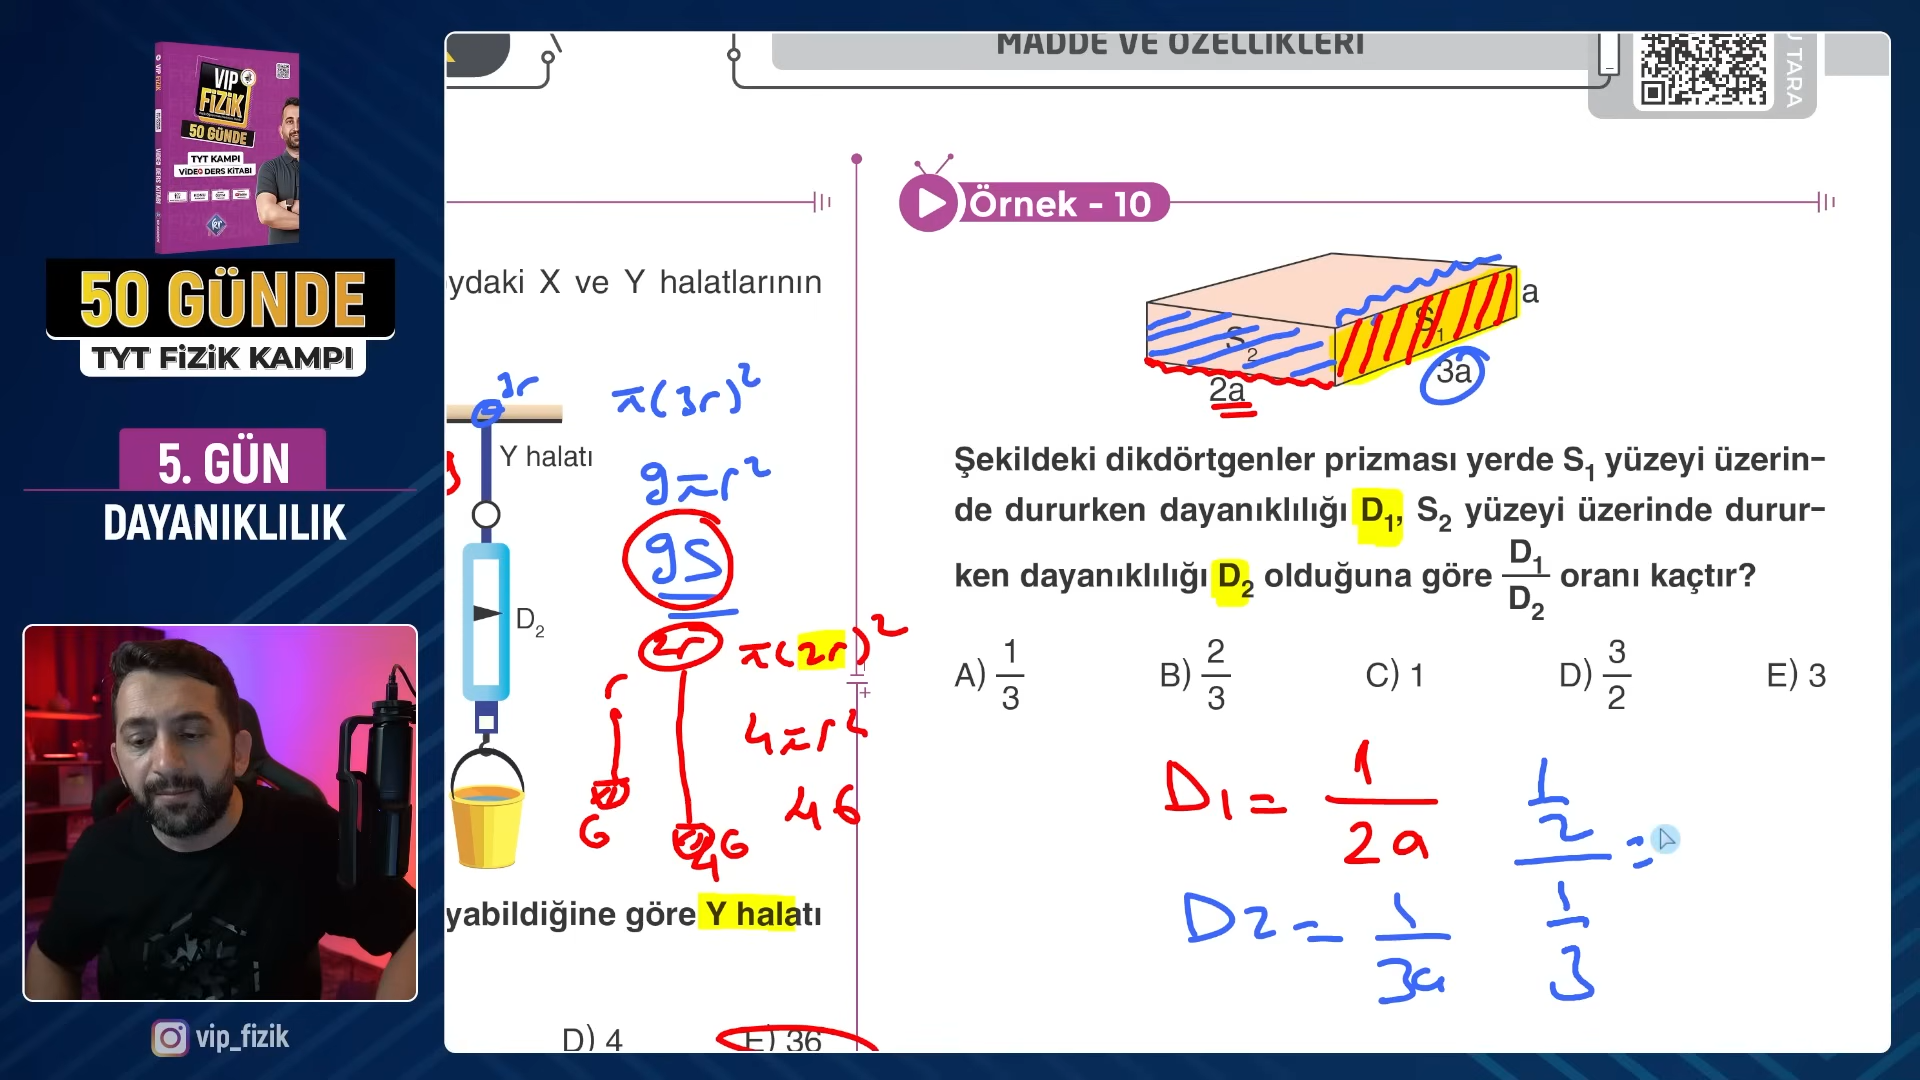 VIP
FİZİK
50 GÜNDE
TYT KAMPI
VİDEO DERS KİTABI
50 GÜNDE
TYT FİZİK KAMPI
5. GÜN
DAYANIKLILIK
vip_fizik
MADDE VE ÖZELLİKLERİ
TARA
ydaki X ve Y halatlarının
3r
π(3r)²
Y halatı
9πr²
9S
D₂
2r
π(2r)²
r
4πr²
4G
G
4G
yabildiğine göre Y halatı
D) 4
E) 36
Örnek - 10
S₂
S₁
a
2a
3a
Şekildeki dikdörtgenler prizması yerde S₁ yüzeyi üzerin-
de dururken dayanıklılığı D₁, S₂ yüzeyi üzerinde durur-
ken dayanıklılığı D₂ olduğuna göre D₁/D₂ oranı kaçtır?
A) 1/3 B) 2/3 C) 1 D) 3/2 E) 3
D1 = 1/2a
D2 = 1/3a
1/2 / 1/3 =